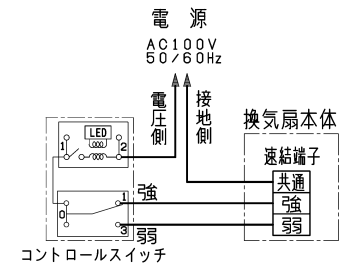 電源
AC100V
50/60Hz
電圧側
接地側
換気扇本体
速結端子
LED
1
2
共通
強
弱
1
強
0
3
弱
コントロールスイッチ